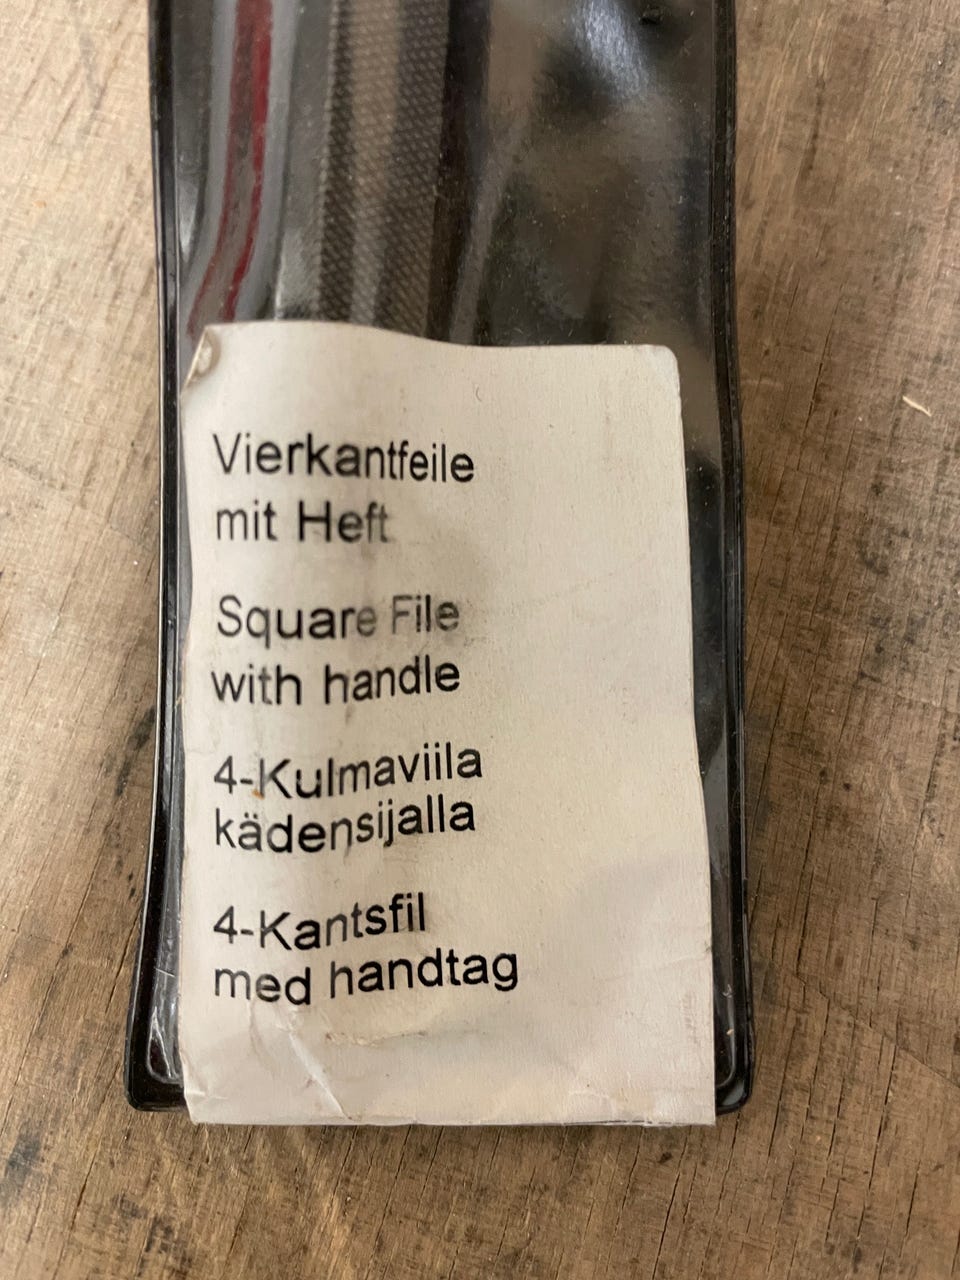 Vierkantfeile
mit Heft
Square File
with handle
4-Kulmaviila
kädensijalla
4-Kantsfil
med handtag